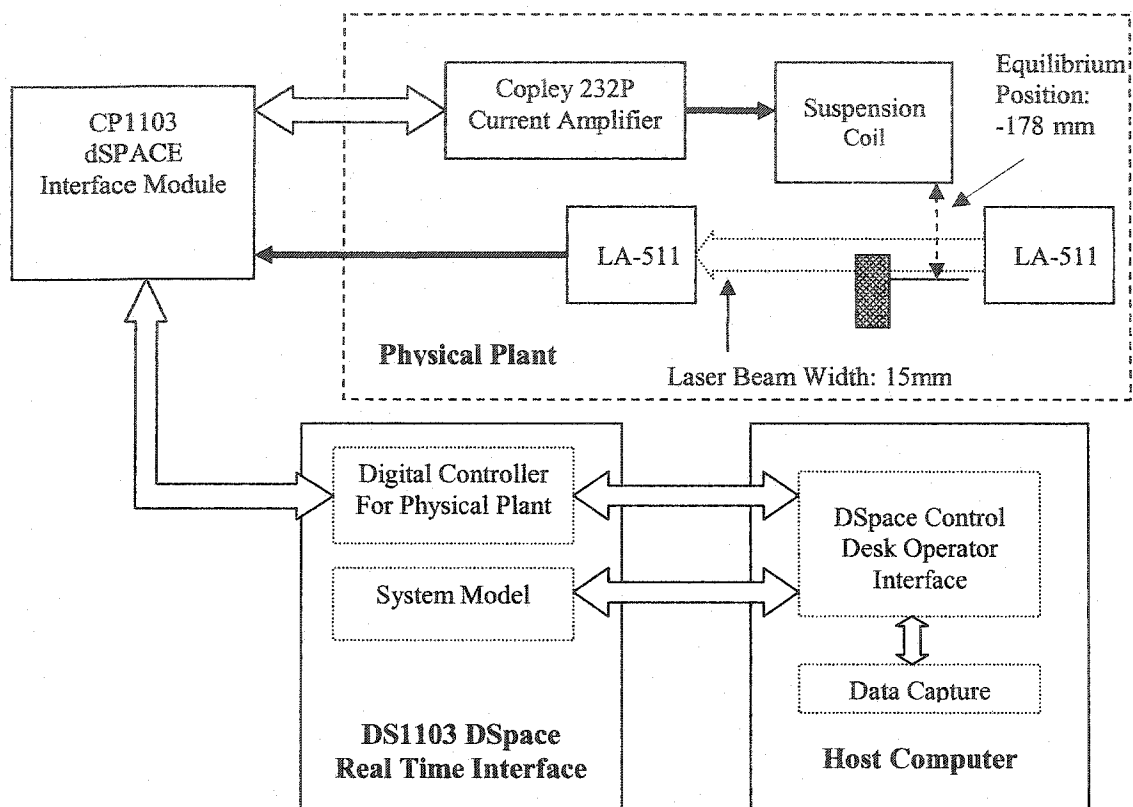 CP1103
dSPACE
Interface Module
Copley 232P
Current Amplifier
Suspension
Coil
Equilibrium
Position:
-178 mm
LA-511
LA-511
Physical Plant
Laser Beam Width: 15mm
Digital Controller
For Physical Plant
System Model
DS1103 DSpace
Real Time Interface
DSpace Control
Desk Operator
Interface
Data Capture
Host Computer